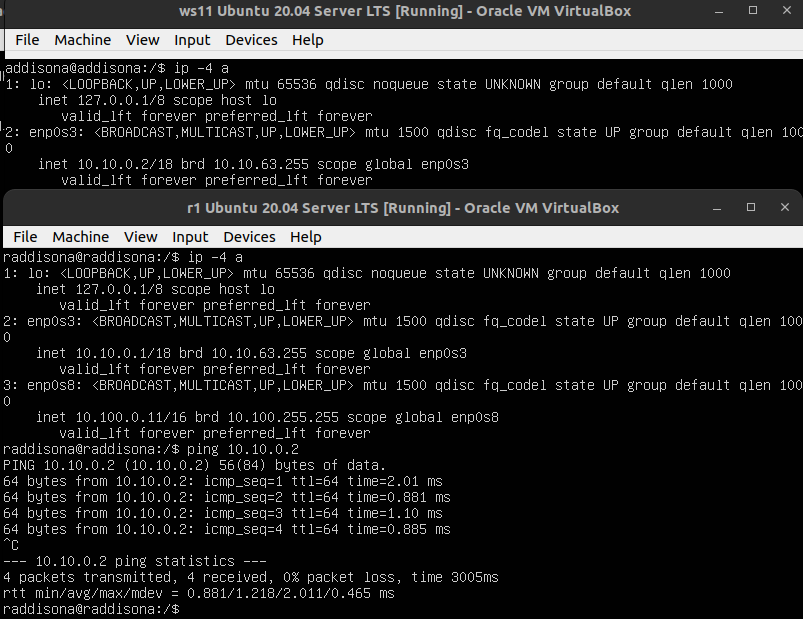 ws11 Ubuntu 20.04 Server LTS [Running] - Oracle VM VirtualBox
File Machine View Input Devices Help
addisona@addisona:/$ ip -4 a
1: lo: <LOOPBACK,UP,LOWER_UP> mtu 65536 qdisc noqueue state UNKNOWN group default qlen 1000
    inet 127.0.0.1/8 scope host lo
       valid_lft forever preferred_lft forever
2: enp0s3: <BROADCAST,MULTICAST,UP,LOWER_UP> mtu 1500 qdisc fq_codel state UP group default qlen 100
0
    inet 10.10.0.2/18 brd 10.10.63.255 scope global enp0s3
       valid_lft forever preferred_lft forever
r1 Ubuntu 20.04 Server LTS [Running] - Oracle VM VirtualBox
File Machine View Input Devices Help
raddisona@raddisona:/$ ip -4 a
1: lo: <LOOPBACK,UP,LOWER_UP> mtu 65536 qdisc noqueue state UNKNOWN group default qlen 1000
    inet 127.0.0.1/8 scope host lo
       valid_lft forever preferred_lft forever
2: enp0s3: <BROADCAST,MULTICAST,UP,LOWER_UP> mtu 1500 qdisc fq_codel state UP group default qlen 100
0
    inet 10.10.0.1/18 brd 10.10.63.255 scope global enp0s3
       valid_lft forever preferred_lft forever
3: enp0s8: <BROADCAST,MULTICAST,UP,LOWER_UP> mtu 1500 qdisc fq_codel state UP group default qlen 100
0
    inet 10.100.0.11/16 brd 10.100.255.255 scope global enp0s8
       valid_lft forever preferred_lft forever
raddisona@raddisona:/$ ping 10.10.0.2
PING 10.10.0.2 (10.10.0.2) 56(84) bytes of data.
64 bytes from 10.10.0.2: icmp_seq=1 ttl=64 time=2.01 ms
64 bytes from 10.10.0.2: icmp_seq=2 ttl=64 time=0.881 ms
64 bytes from 10.10.0.2: icmp_seq=3 ttl=64 time=1.10 ms
64 bytes from 10.10.0.2: icmp_seq=4 ttl=64 time=0.885 ms
^C
--- 10.10.0.2 ping statistics ---
4 packets transmitted, 4 received, 0% packet loss, time 3005ms
rtt min/avg/max/mdev = 0.881/1.218/2.011/0.465 ms
raddisona@raddisona:/$